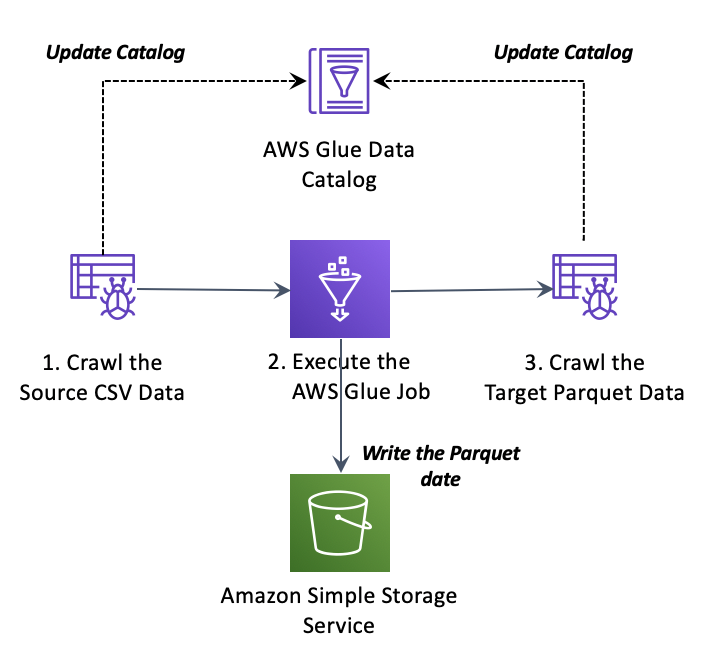 Update Catalog
Update Catalog
AWS Glue Data
Catalog
1. Crawl the
Source CSV Data
2. Execute the
AWS Glue Job
3. Crawl the
Target Parquet Data
Write the Parquet
date
Amazon Simple Storage
Service